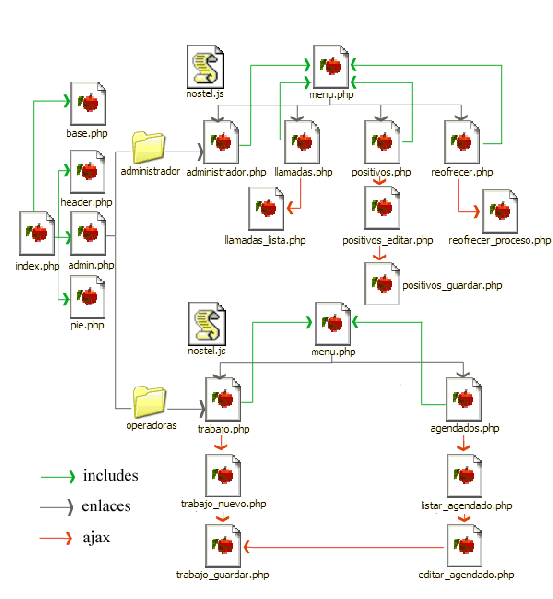 nostel.js
menu.php
base.php
administrador
administrador.php
llamadas.php
positivos.php
reofrecer.php
header.php
llamadas_lista.php
positivos_editar.php
reofrecer_proceso.php
index.php
admin.php
positivos_guardar.php
pie.php
nostel.js
menu.php
operadoras
trabajo.php
agendados.php
includes
enlaces
ajax
trabajo_nuevo.php
listar_agendado.php
trabajo_guardar.php
editar_agendado.php